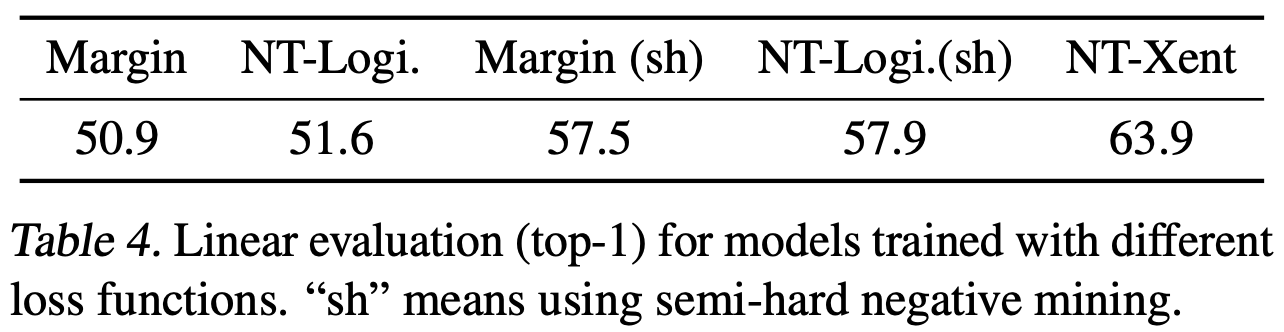 Margin NT-Logi. Margin (sh) NT-Logi.(sh) NT-Xent
50.9 51.6 57.5 57.9 63.9
Table 4. Linear evaluation (top-1) for models trained with different
loss functions. “sh” means using semi-hard negative mining.